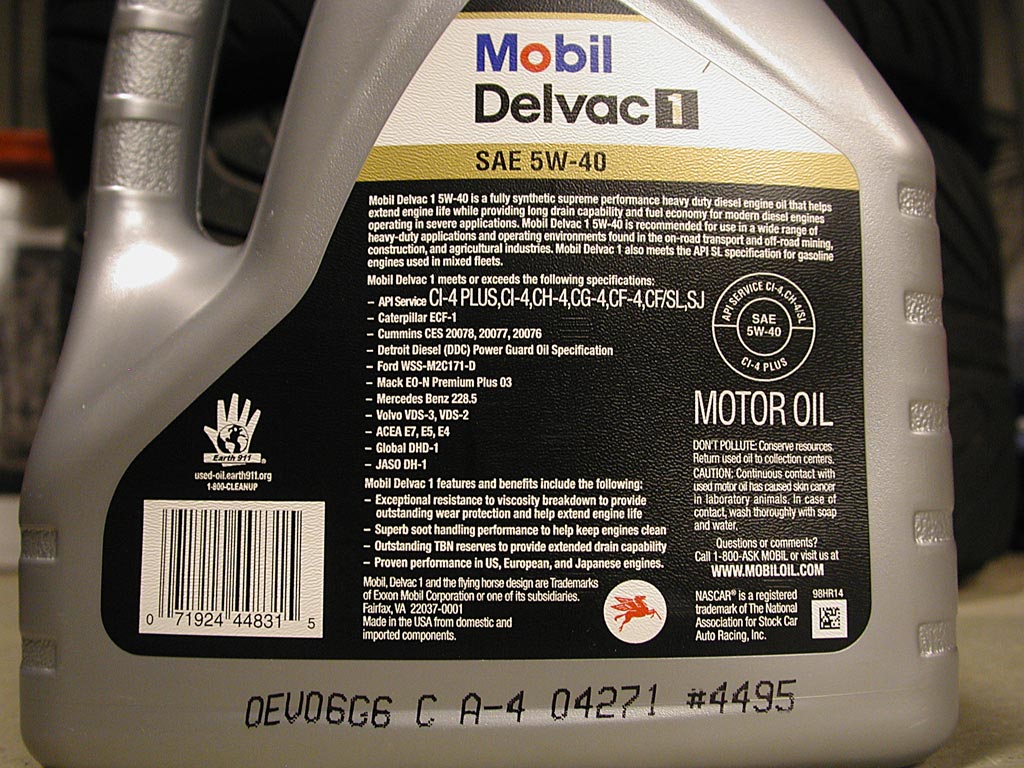 Mobil
Delvac 1
SAE 5W-40
Mobil Delvac 1 5W-40 is a fully synthetic supreme performance heavy duty diesel engine oil that helps
extend engine life while providing long drain capability and fuel economy for modern diesel engines
operating in severe applications. Mobil Delvac 1 5W-40 is recommended for use in a wide range of
heavy-duty applications and operating environments found in the on-road transport and off-road mining,
construction, and agricultural industries. Mobil Delvac 1 also meets the API SL specification for gasoline
engines used in mixed fleets.
Mobil Delvac 1 meets or exceeds the following specifications:
– API Service CI-4 PLUS,CI-4,CH-4,CG-4,CF-4,CF/SL,SJ
– Caterpillar ECF-1
– Cummins CES 20078, 20077, 20076
– Detroit Diesel (DDC) Power Guard Oil Specification
– Ford WSS-M2C171-D
– Mack EO-N Premium Plus 03
– Mercedes Benz 228.5
– Volvo VDS-3, VDS-2
– ACEA E7, E5, E4
– Global DHD-1
– JASO DH-1
Mobil Delvac 1 features and benefits include the following:
– Exceptional resistance to viscosity breakdown to provide
outstanding wear protection and help extend engine life
– Superb soot handling performance to help keep engines clean
– Outstanding TBN reserves to provide extended drain capability
– Proven performance in US, European, and Japanese engines.
Mobil, Delvac 1 and the flying horse design are Trademarks
of Exxon Mobil Corporation or one of its subsidiaries.
Fairfax, VA 22037-0001
Made in the USA from domestic and
imported components.
API SERVICE CI-4,CH-4/SL
SAE
5W-40
CI-4 PLUS
MOTOR OIL
DON'T POLLUTE: Conserve resources.
Return used oil to collection centers.
CAUTION: Continuous contact with
used motor oil has caused skin cancer
in laboratory animals. In case of
contact, wash thoroughly with soap
and water.
Questions or comments?
Call 1-800-ASK MOBIL or visit us at
WWW.MOBILOIL.COM
NASCAR® is a registered
trademark of The National
Association for Stock Car
Auto Racing, Inc.
98HR14
Earth 911
used-oil.earth911.org
1-800-CLEANUP
0 71924 44831 5
0EV06G6 C A-4 04271 #4495